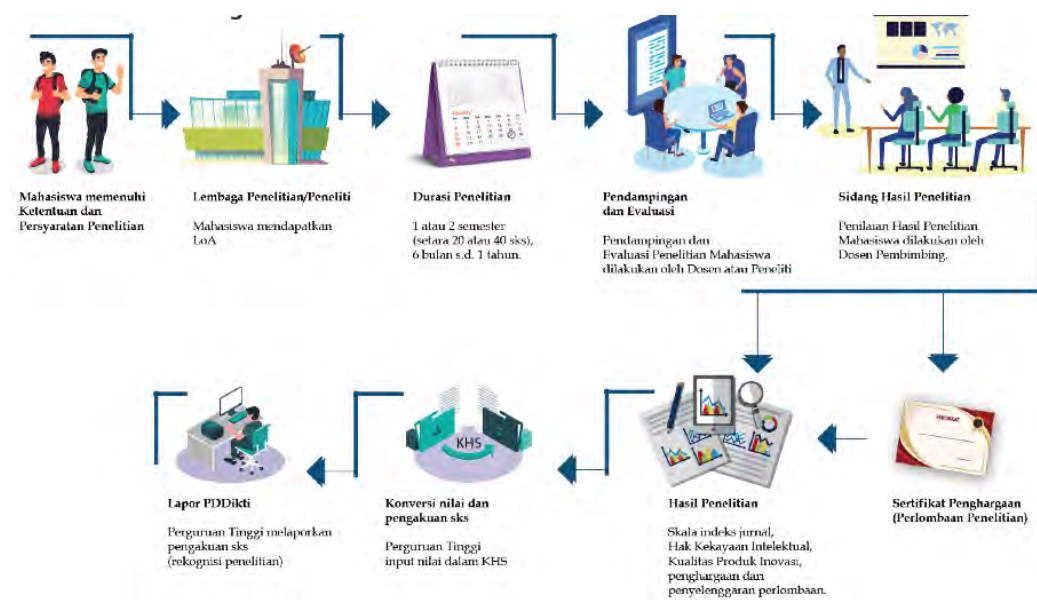 Mahasiswa memenuhi
Ketentuan dan
Persyaratan Penelitian
Lembaga Penelitian/Peneliti
Mahasiswa mendapatkan
LoA
Durasi Penelitian
1 atau 2 semester
(setara 20 atau 40 sks),
6 bulan s.d. 1 tahun.
Pendampingan
dan Evaluasi
Pendampingan dan
Evaluasi Penelitian Mahasiswa
dilakukan oleh Dosen atau Peneliti
Sidang Hasil Penelitian
Penilaian Hasil Penelitian
Mahasiswa dilakukan oleh
Dosen Pembimbing.
Lapor PDDikti
Perguruan Tinggi melaporkan
pengakuan sks
(rekognisi penelitian)
KHS
Konversi nilai dan
pengakuan sks
Perguruan Tinggi
input nilai dalam KHS
Hasil Penelitian
Skala indeks jurnal,
Hak Kekayaan Intelektual,
Kualitas Produk Inovasi,
penghargaan dari
penyelenggaran perlombaan.
Sertifikat Penghargaan
(Perlombaan Penelitian)